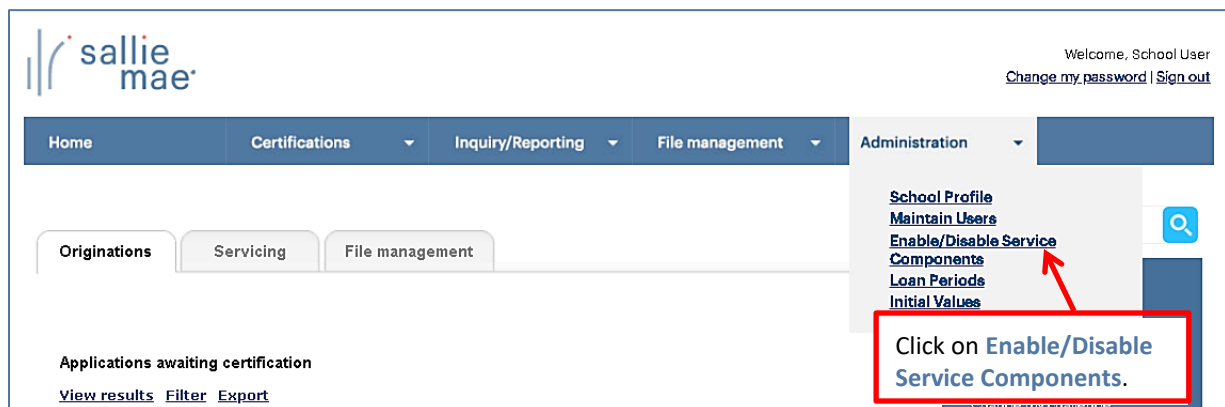 sallie
mae
Welcome, School User
Change my password | Sign out
Home Certifications Inquiry/Reporting File management Administration
School Profile
Maintain Users
Enable/Disable Service
Components
Loan Periods
Initial Values
Originations Servicing File management
Click on Enable/Disable
Service Components.
Applications awaiting certification
View results Filter Export